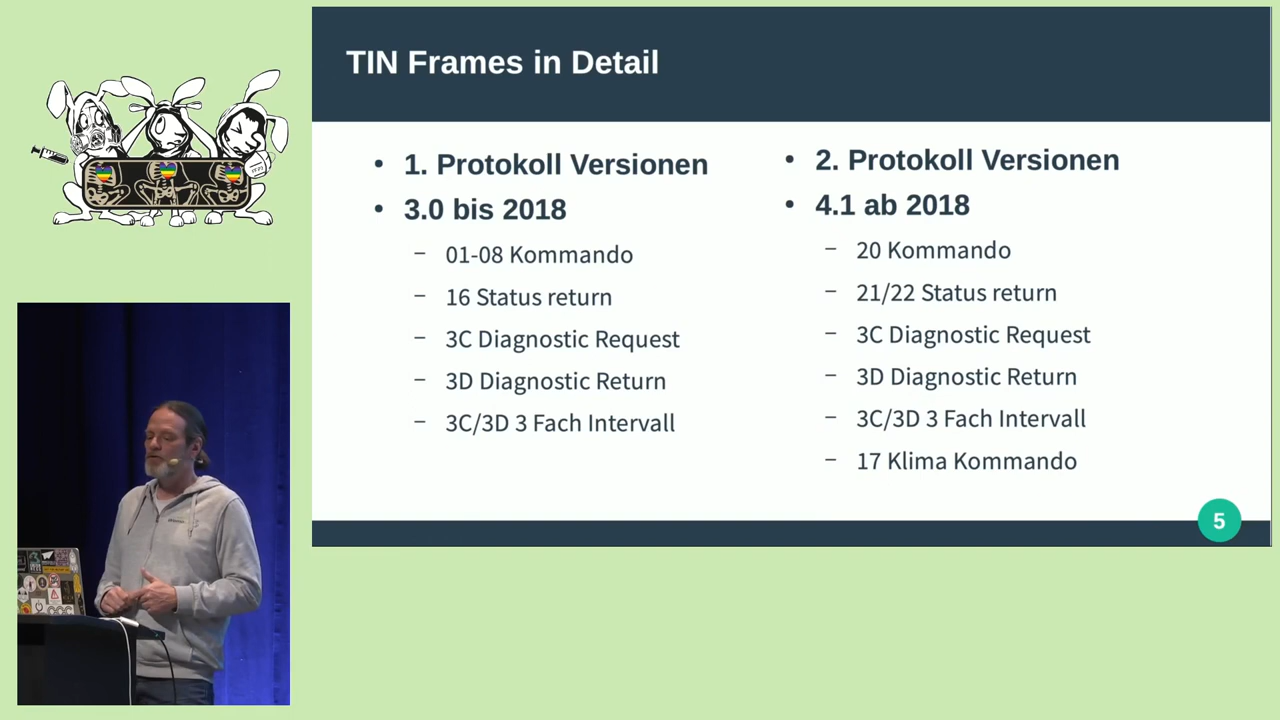 TIN Frames in Detail
1. Protokoll Versionen
3.0 bis 2018
01-08 Kommando
16 Status return
3C Diagnostic Request
3D Diagnostic Return
3C/3D 3 Fach Intervall
2. Protokoll Versionen
4.1 ab 2018
20 Kommando
21/22 Status return
3C Diagnostic Request
3D Diagnostic Return
3C/3D 3 Fach Intervall
17 Klima Kommando
5